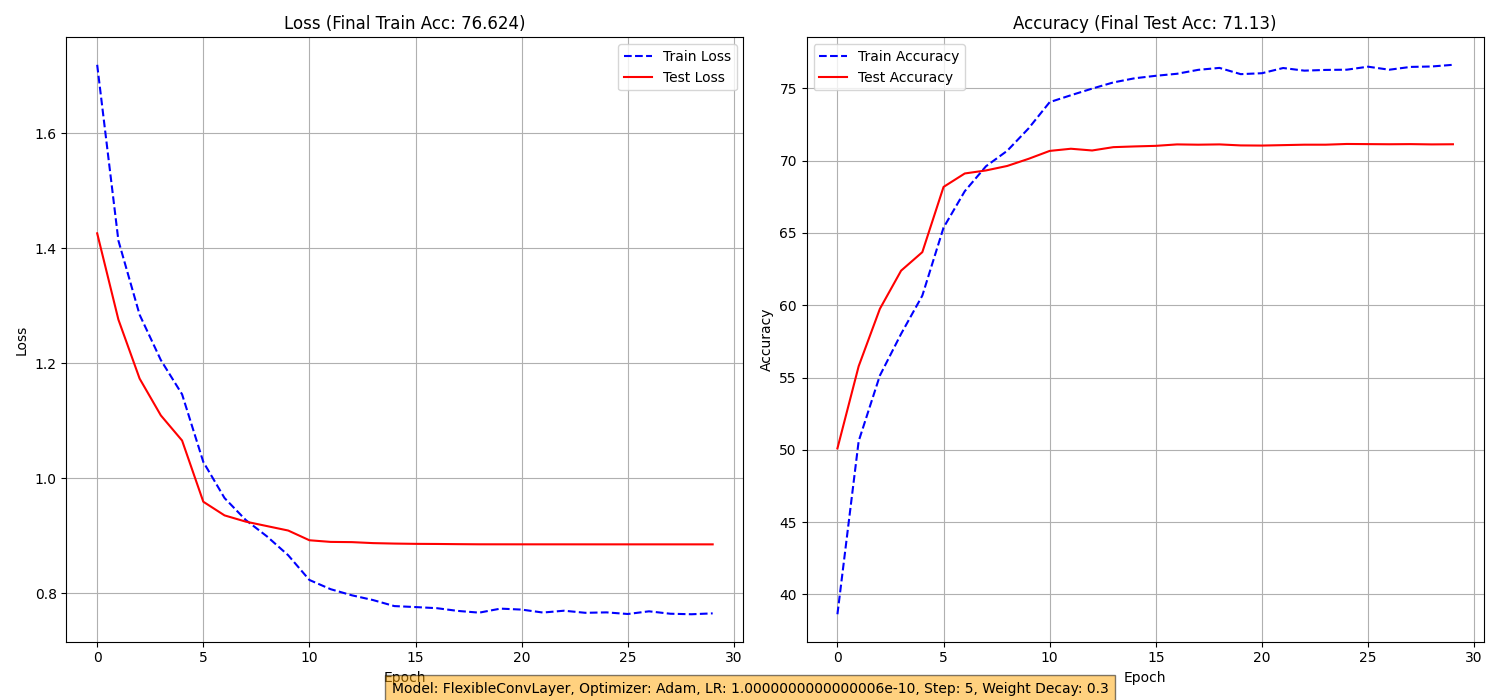 Loss (Final Train Acc: 76.624)
Train Loss
Test Loss
1.6
1.4
1.2
1.0
0.8
Loss
0 5 10 15 20 25 30
Epoch
Accuracy (Final Test Acc: 71.13)
Train Accuracy
Test Accuracy
75
70
65
60
55
50
45
40
Accuracy
0 5 10 15 20 25 30
Epoch
Model: FlexibleConvLayer, Optimizer: Adam, LR: 1.0000000000000006e-10, Step: 5, Weight Decay: 0.3